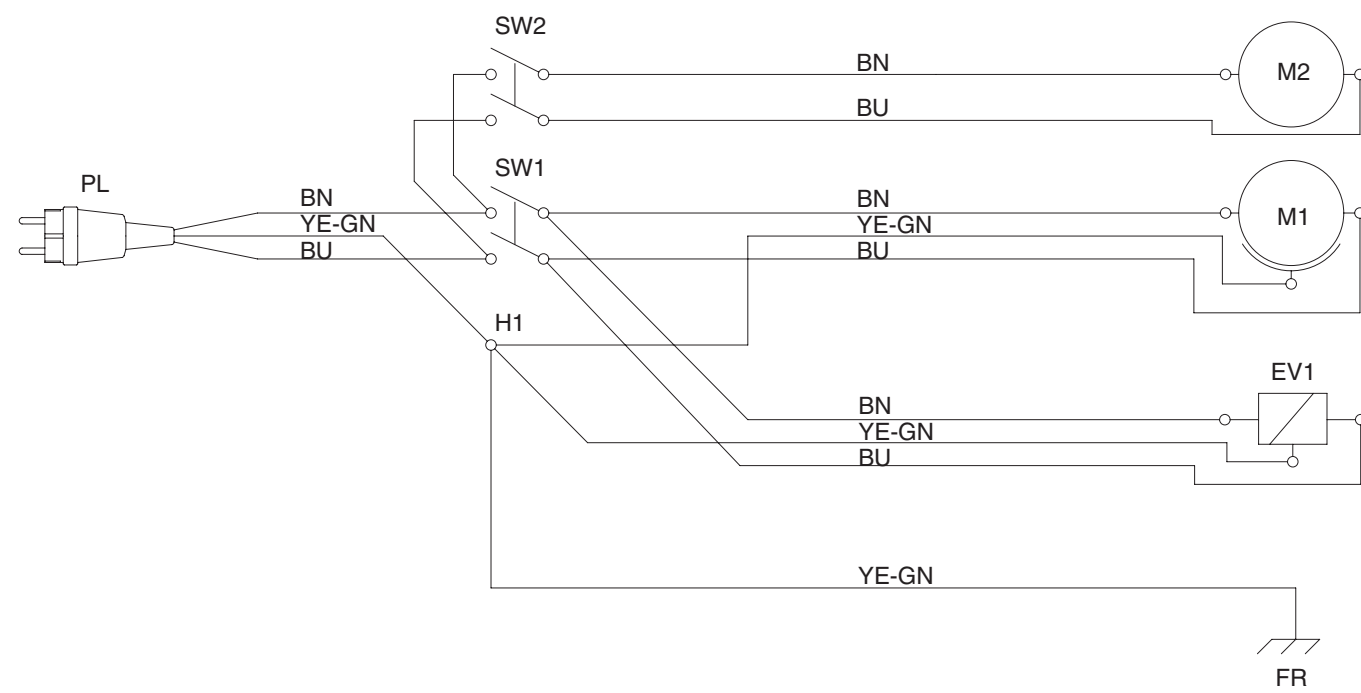 SW2
BN
M2
BU
SW1
PL
BN
BN
YE-GN
YE-GN
M1
BU
BU
H1
EV1
BN
YE-GN
BU
YE-GN
FR